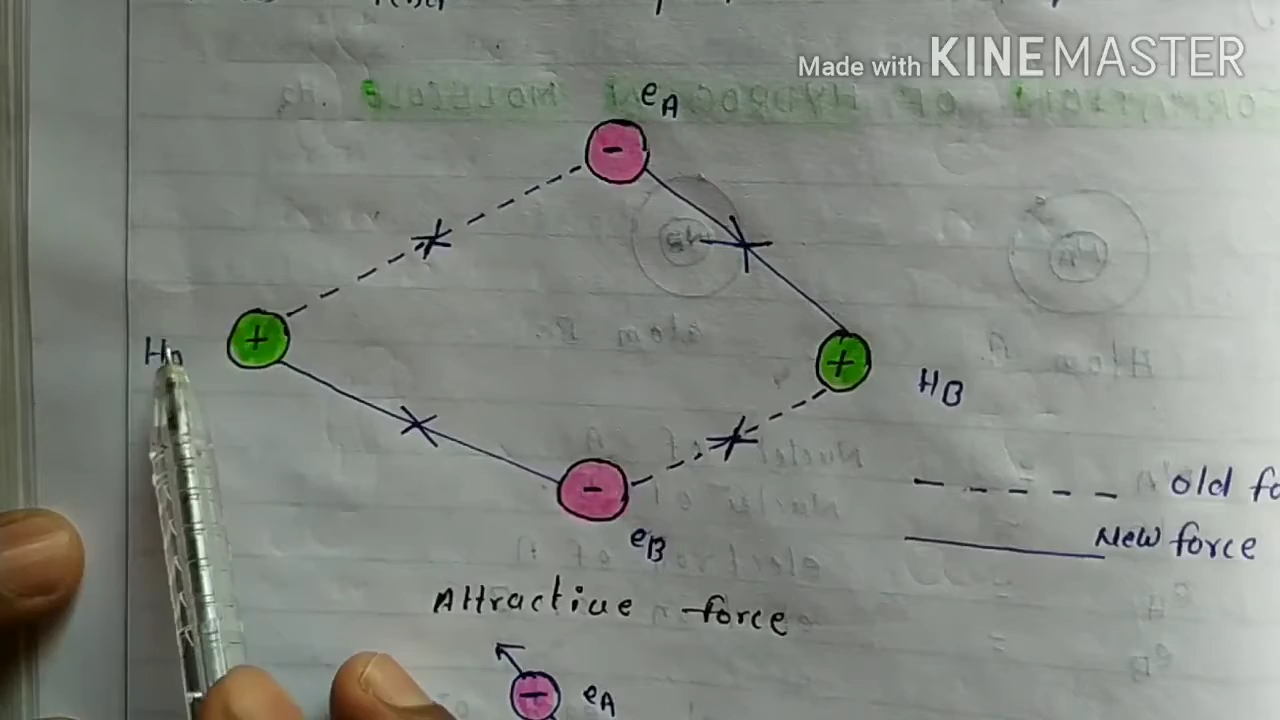 Made with KINEMASTER
eA
-
+
HA
+
HB
-
eB
old fo
New force
Attractive force
eA